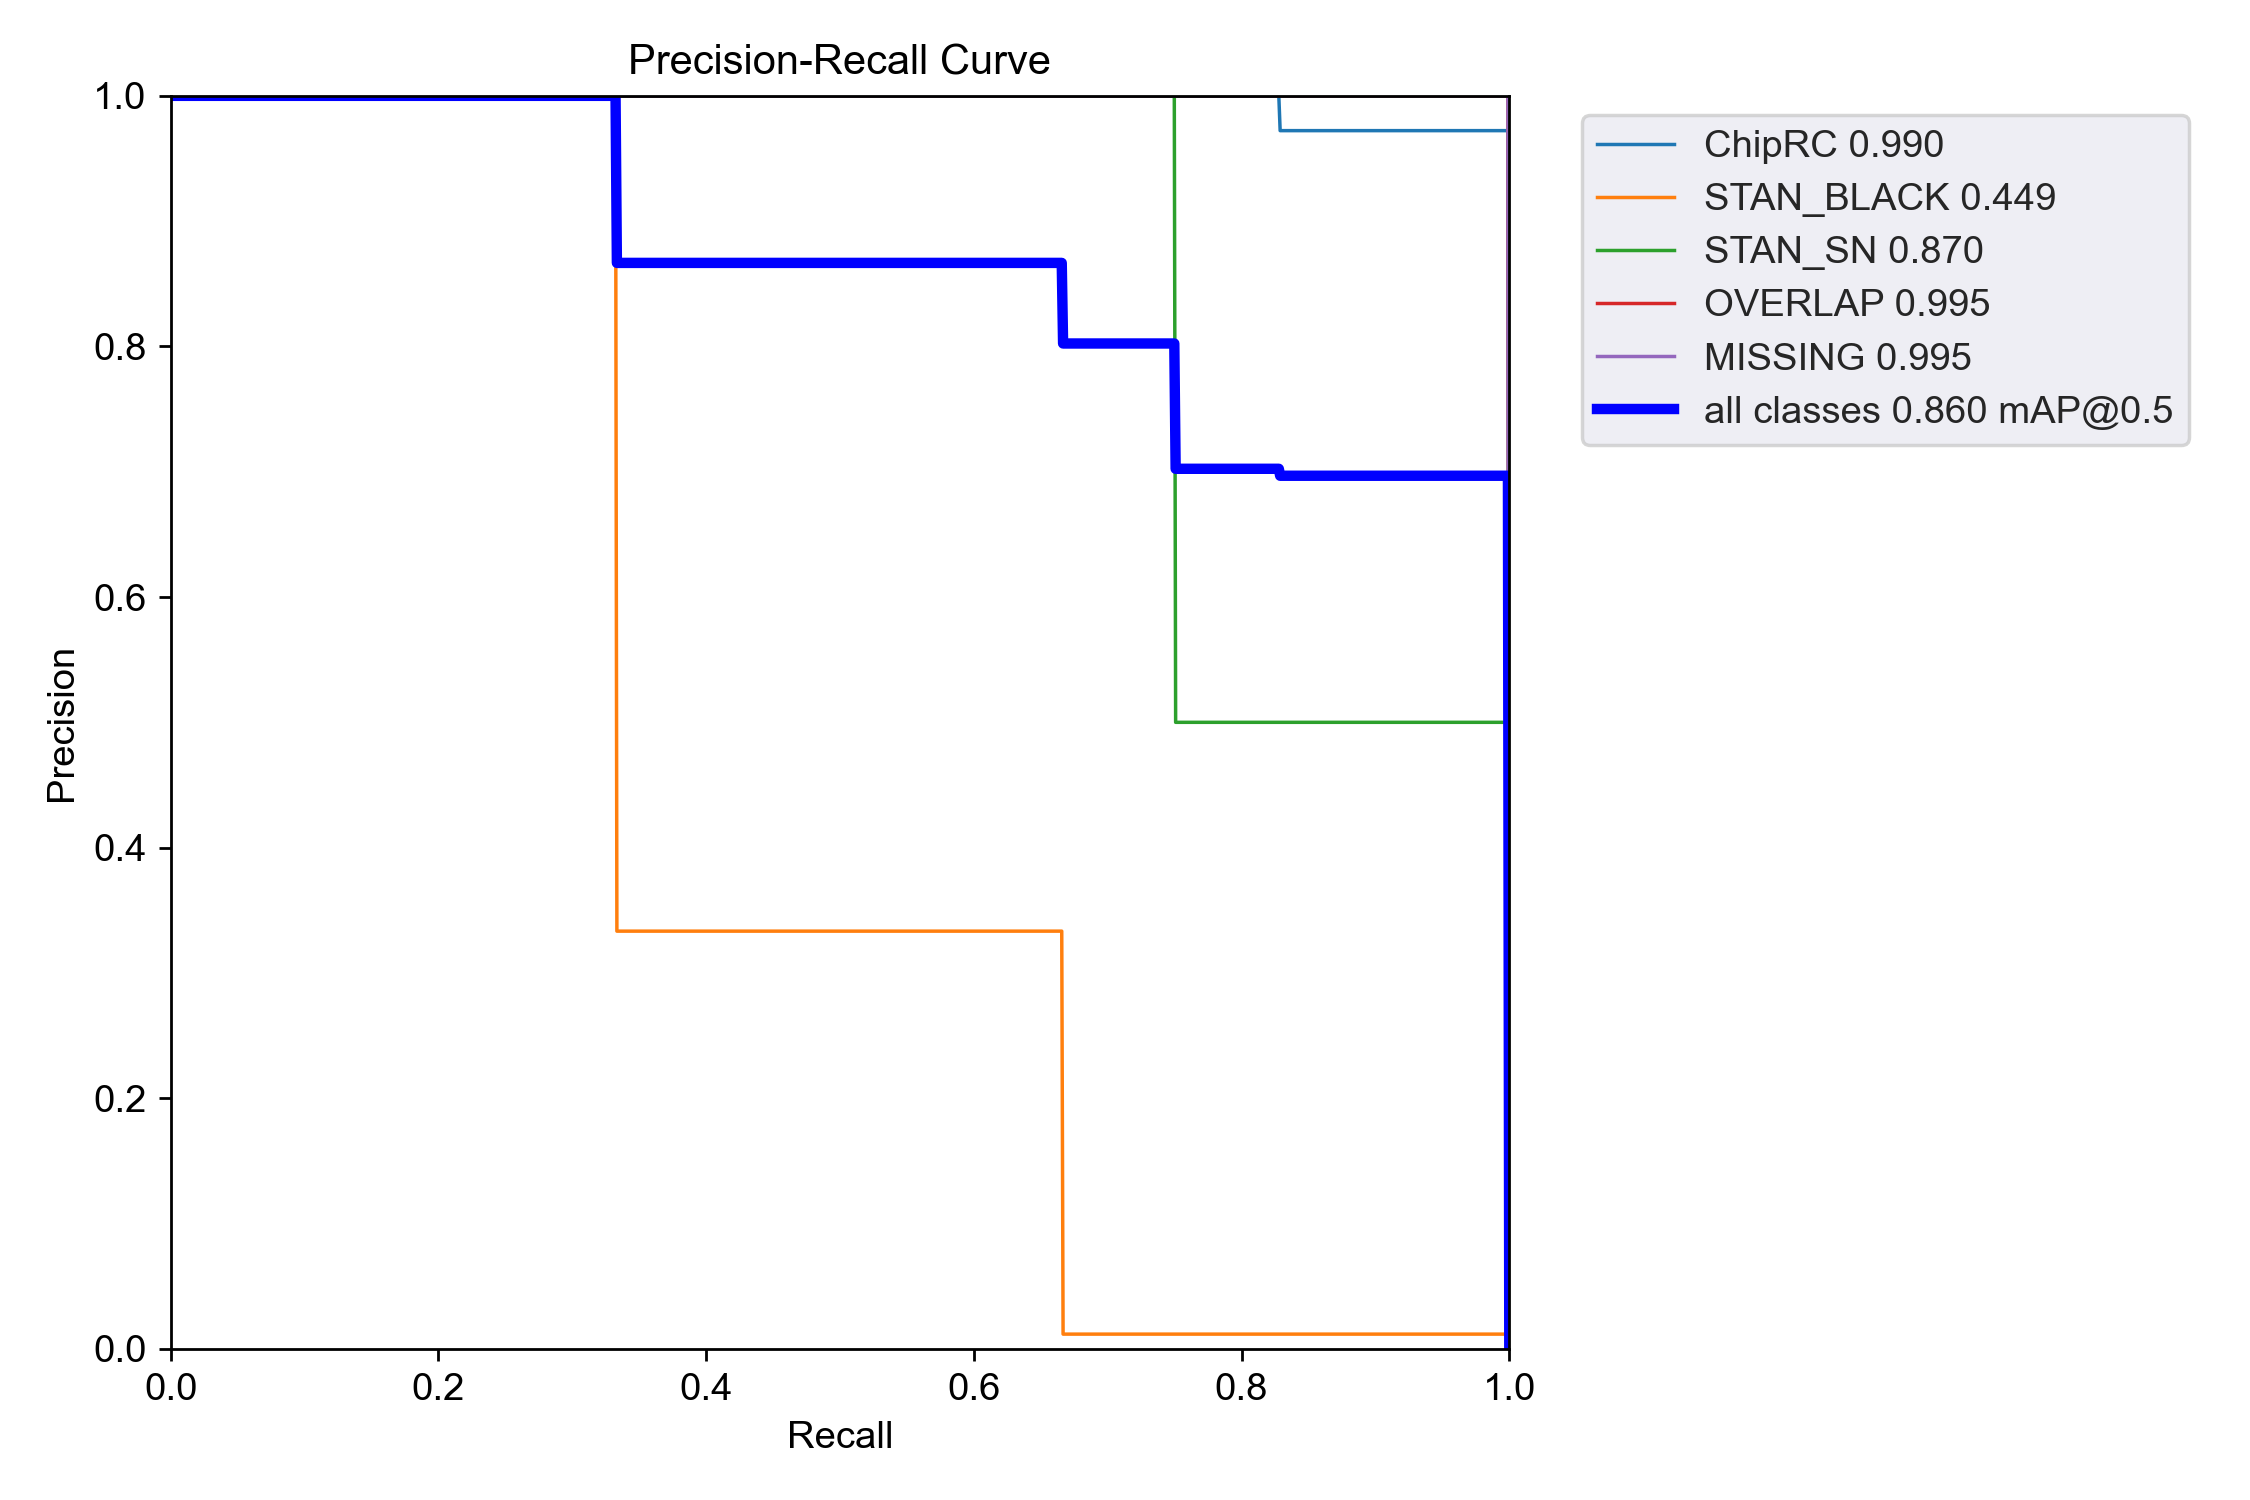 Precision-Recall Curve
1.0
0.8
0.6
0.4
0.2
0.0
Precision
0.0 0.2 0.4 0.6 0.8 1.0
Recall
ChipRC 0.990
STAN_BLACK 0.449
STAN_SN 0.870
OVERLAP 0.995
MISSING 0.995
all classes 0.860 mAP@0.5